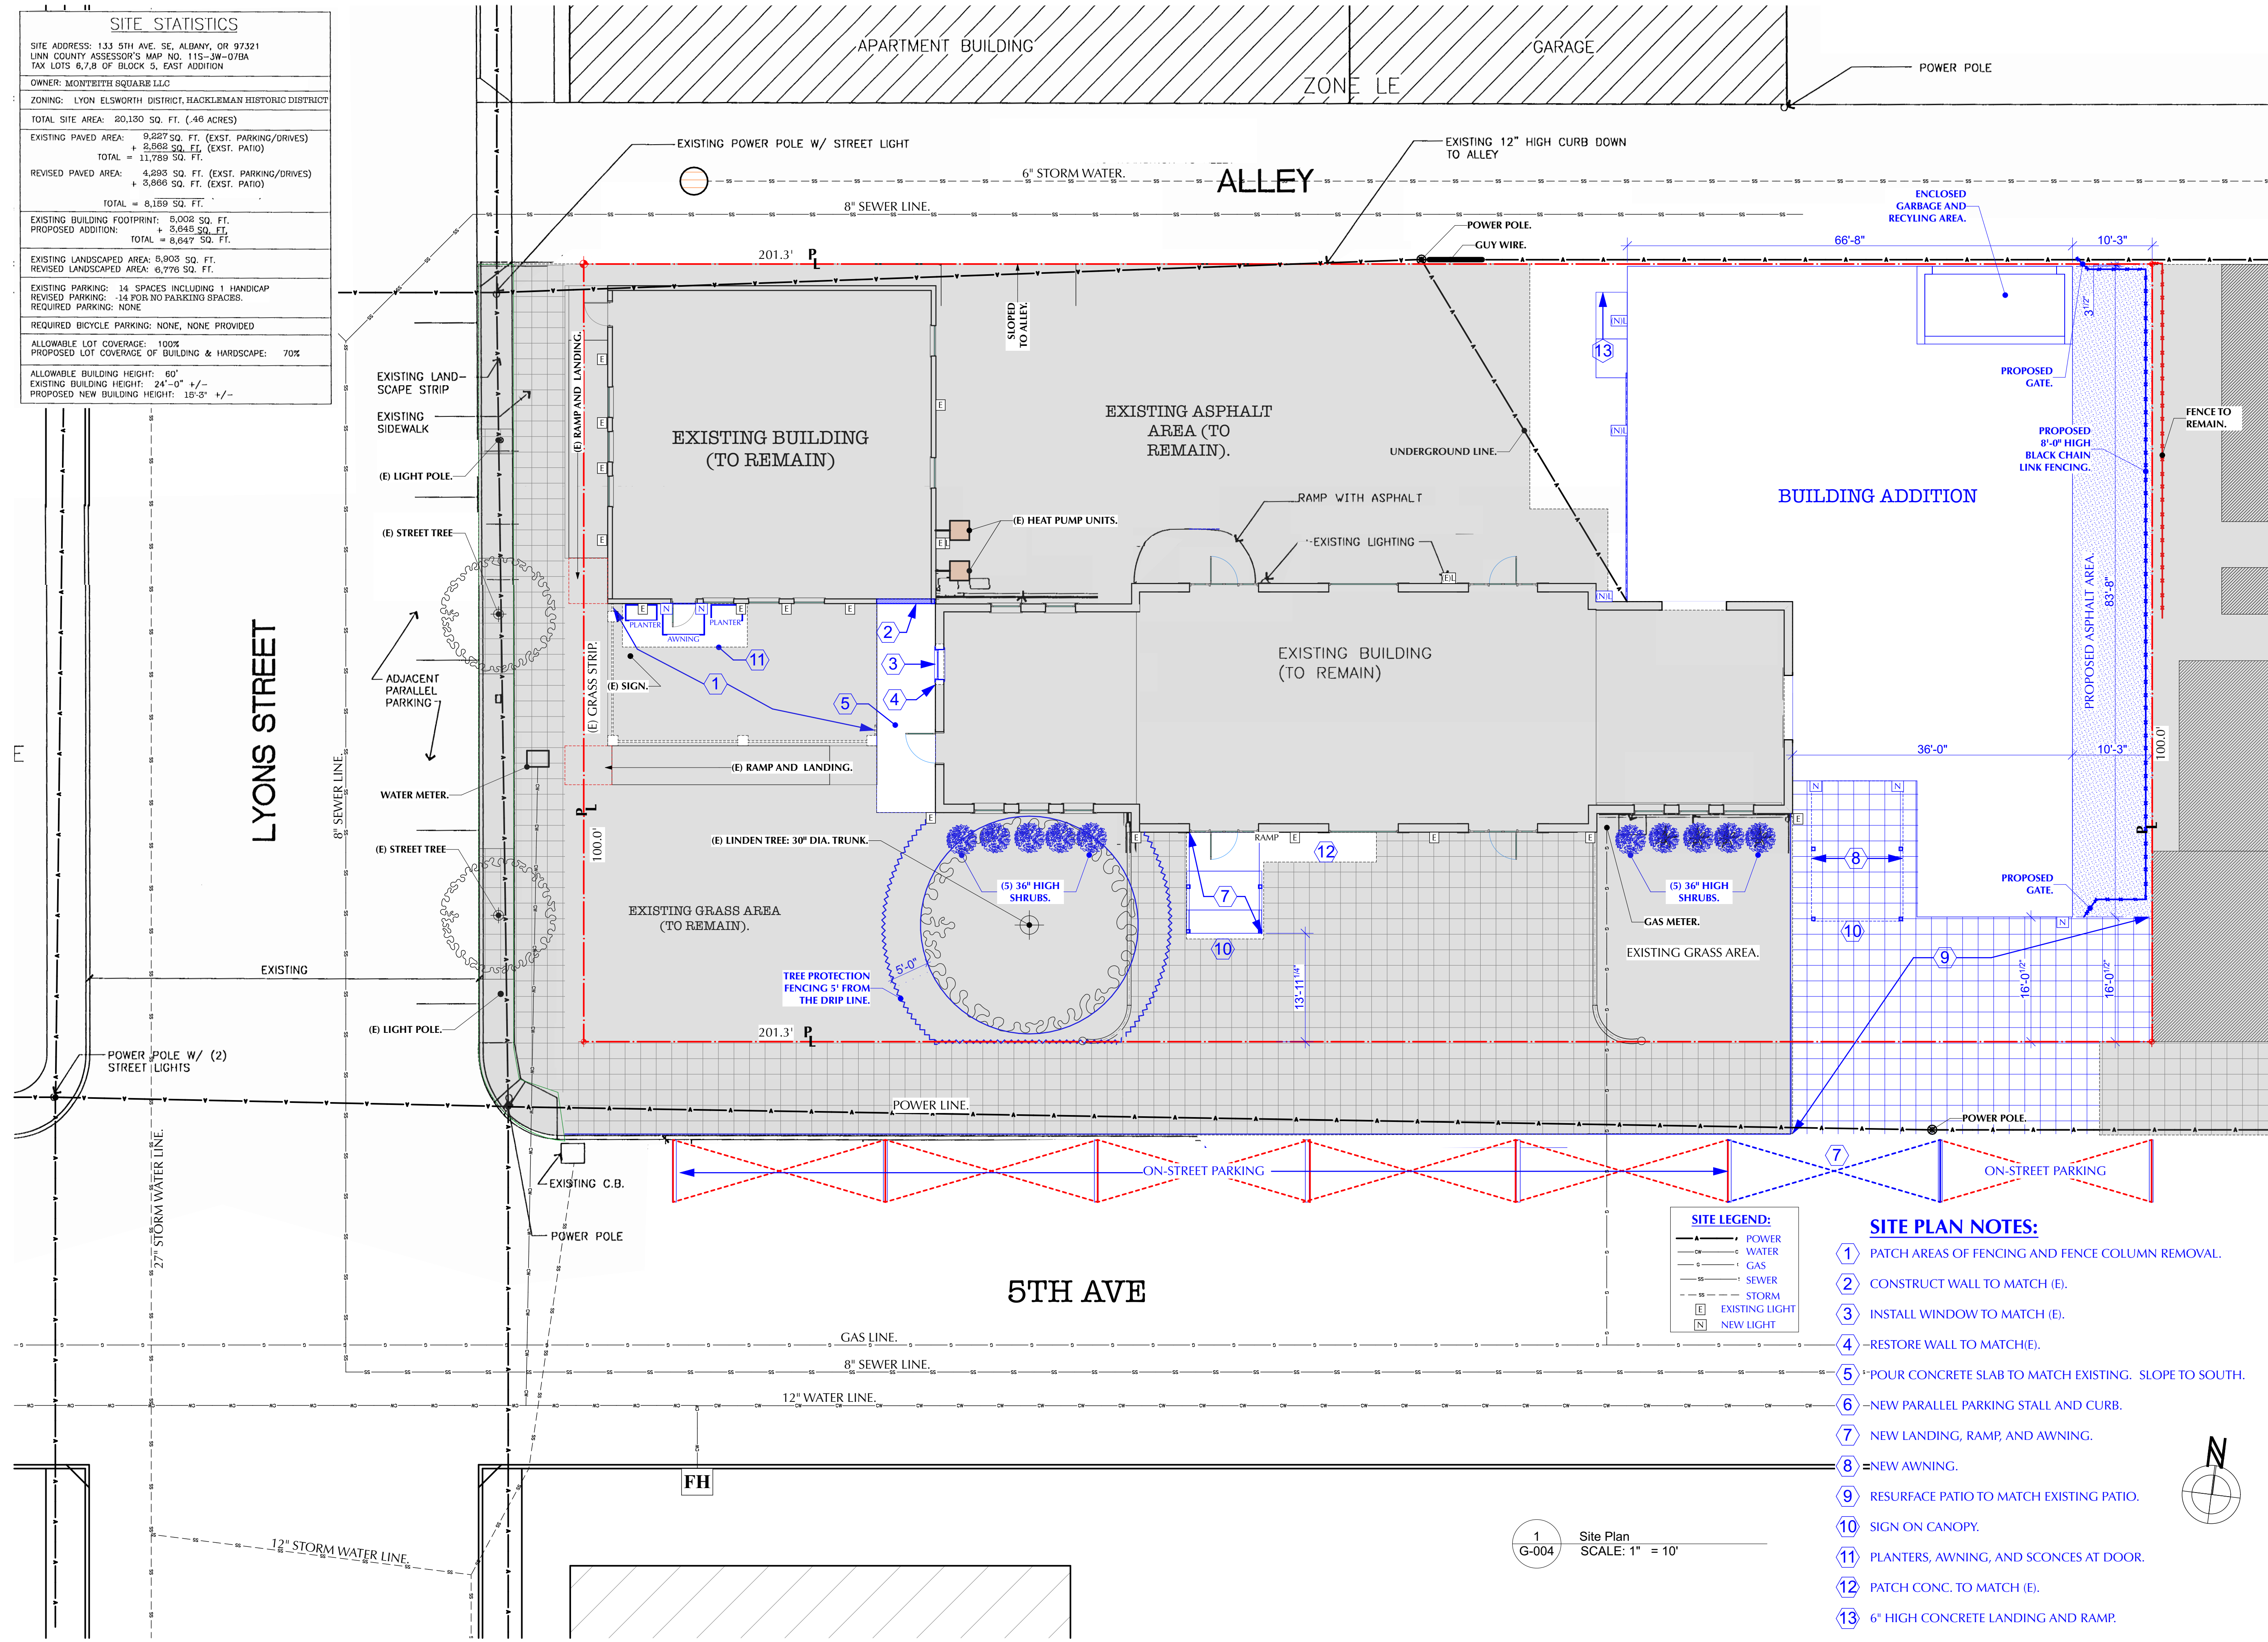 SITE STATISTICS
SITE ADDRESS: 133 5TH AVE. SE, ALBANY, OR 97321
LINN COUNTY ASSESSOR'S MAP NO. 11S-3W-07BA
TAX LOTS 6,7,8 OF BLOCK 5, EAST ADDITION
OWNER: MONTEITH SQUARE LLC
ZONING: LYON ELSWORTH DISTRICT, HACKLEMAN HISTORIC DISTRICT
TOTAL SITE AREA: 20,130 SQ. FT. (.46 ACRES)
EXISTING PAVED AREA: 9,227 SQ. FT. (EXST. PARKING/DRIVES)
+ 2,562 SQ. FT. (EXST. PATIO)
TOTAL = 11,789 SQ. FT.
REVISED PAVED AREA: 4,293 SQ. FT. (EXST. PARKING/DRIVES)
+ 3,866 SQ. FT. (EXST. PATIO)
TOTAL = 8,159 SQ. FT.
EXISTING BUILDING FOOTPRINT: 5,002 SQ. FT.
PROPOSED ADDITION: + 3,645 SQ. FT.
TOTAL = 8,647 SQ. FT.
EXISTING LANDSCAPED AREA: 5,903 SQ. FT.
REVISED LANDSCAPED AREA: 6,776 SQ. FT.
EXISTING PARKING: 14 SPACES INCLUDING 1 HANDICAP
REVISED PARKING: -14 FOR NO PARKING SPACES.
REQUIRED PARKING: NONE
REQUIRED BICYCLE PARKING: NONE, NONE PROVIDED
ALLOWABLE LOT COVERAGE: 100%
PROPOSED LOT COVERAGE OF BUILDING & HARDSCAPE: 70%
ALLOWABLE BUILDING HEIGHT: 60'
EXISTING BUILDING HEIGHT: 24'-0" +/-
PROPOSED NEW BUILDING HEIGHT: 15'-3" +/-
APARTMENT BUILDING
GARAGE
ZONE LE
POWER POLE
EXISTING POWER POLE W/ STREET LIGHT
EXISTING 12" HIGH CURB DOWN
TO ALLEY
6" STORM WATER.
ALLEY
8" SEWER LINE.
ENCLOSED
GARBAGE AND
RECYLING AREA.
POWER POLE.
GUY WIRE.
66'-8"
10'-3"
201.3'
PL
SLOPED
TO ALLEY.
3 1/2"
(N)L
13
(E) RAMP AND LANDING.
PROPOSED
GATE.
EXISTING LAND-
SCAPE STRIP
EXISTING
SIDEWALK
EXISTING BUILDING
(TO REMAIN)
EXISTING ASPHALT
AREA (TO
REMAIN).
FENCE TO
REMAIN.
PROPOSED
8'-0" HIGH
BLACK CHAIN
LINK FENCING.
(N)L
UNDERGROUND LINE.
(E) LIGHT POLE.
BUILDING ADDITION
RAMP WITH ASPHALT
(E) HEAT PUMP UNITS.
(E) STREET TREE
EXISTING LIGHTING
(E)L
E
E
E
E
E
E
EL
PROPOSED ASPHALT AREA.
83'-8"
(N)L
E
N
E
E
E
PLANTER
PLANTER
AWNING
2
11
3
1
4
5
(E) SIGN.
(E) GRASS STRIP.
LYONS STREET
E
ADJACENT
PARALLEL
PARKING
EXISTING BUILDING
(TO REMAIN)
36'-0"
10'-3"
100.0'
(E) RAMP AND LANDING.
WATER METER.
8" SEWER LINE.
PL
100.0'
N
N
E
E
RAMP
E
E
E
E
PL
(E) LINDEN TREE: 30" DIA. TRUNK.
(E) STREET TREE
12
8
(5) 36" HIGH
SHRUBS.
7
(5) 36" HIGH
SHRUBS.
PROPOSED
GATE.
EXISTING GRASS AREA
(TO REMAIN).
GAS METER.
N
10
10
EXISTING GRASS AREA.
9
5'-0"
EXISTING
TREE PROTECTION
FENCING 5' FROM
THE DRIP LINE.
13'-11 1/4"
16'-0 1/2"
16'-0 1/2"
(E) LIGHT POLE.
201.3'
PL
POWER POLE W/ (2)
STREET LIGHTS
POWER LINE.
POWER POLE.
27" STORM WATER LINE.
ON-STREET PARKING
7
ON-STREET PARKING
EXISTING C.B.
POWER POLE
5TH AVE
SITE LEGEND:
POWER
WATER
GAS
SEWER
STORM
E EXISTING LIGHT
N NEW LIGHT
GAS LINE.
8" SEWER LINE.
12" WATER LINE.
FH
12" STORM WATER LINE.
SITE PLAN NOTES:
1 PATCH AREAS OF FENCING AND FENCE COLUMN REMOVAL.
2 CONSTRUCT WALL TO MATCH (E).
3 INSTALL WINDOW TO MATCH (E).
4 RESTORE WALL TO MATCH(E).
5 POUR CONCRETE SLAB TO MATCH EXISTING. SLOPE TO SOUTH.
6 NEW PARALLEL PARKING STALL AND CURB.
7 NEW LANDING, RAMP, AND AWNING.
8 NEW AWNING.
9 RESURFACE PATIO TO MATCH EXISTING PATIO.
10 SIGN ON CANOPY.
11 PLANTERS, AWNING, AND SCONCES AT DOOR.
12 PATCH CONC. TO MATCH (E).
13 6" HIGH CONCRETE LANDING AND RAMP.
N
1
G-004
Site Plan
SCALE: 1" = 10'